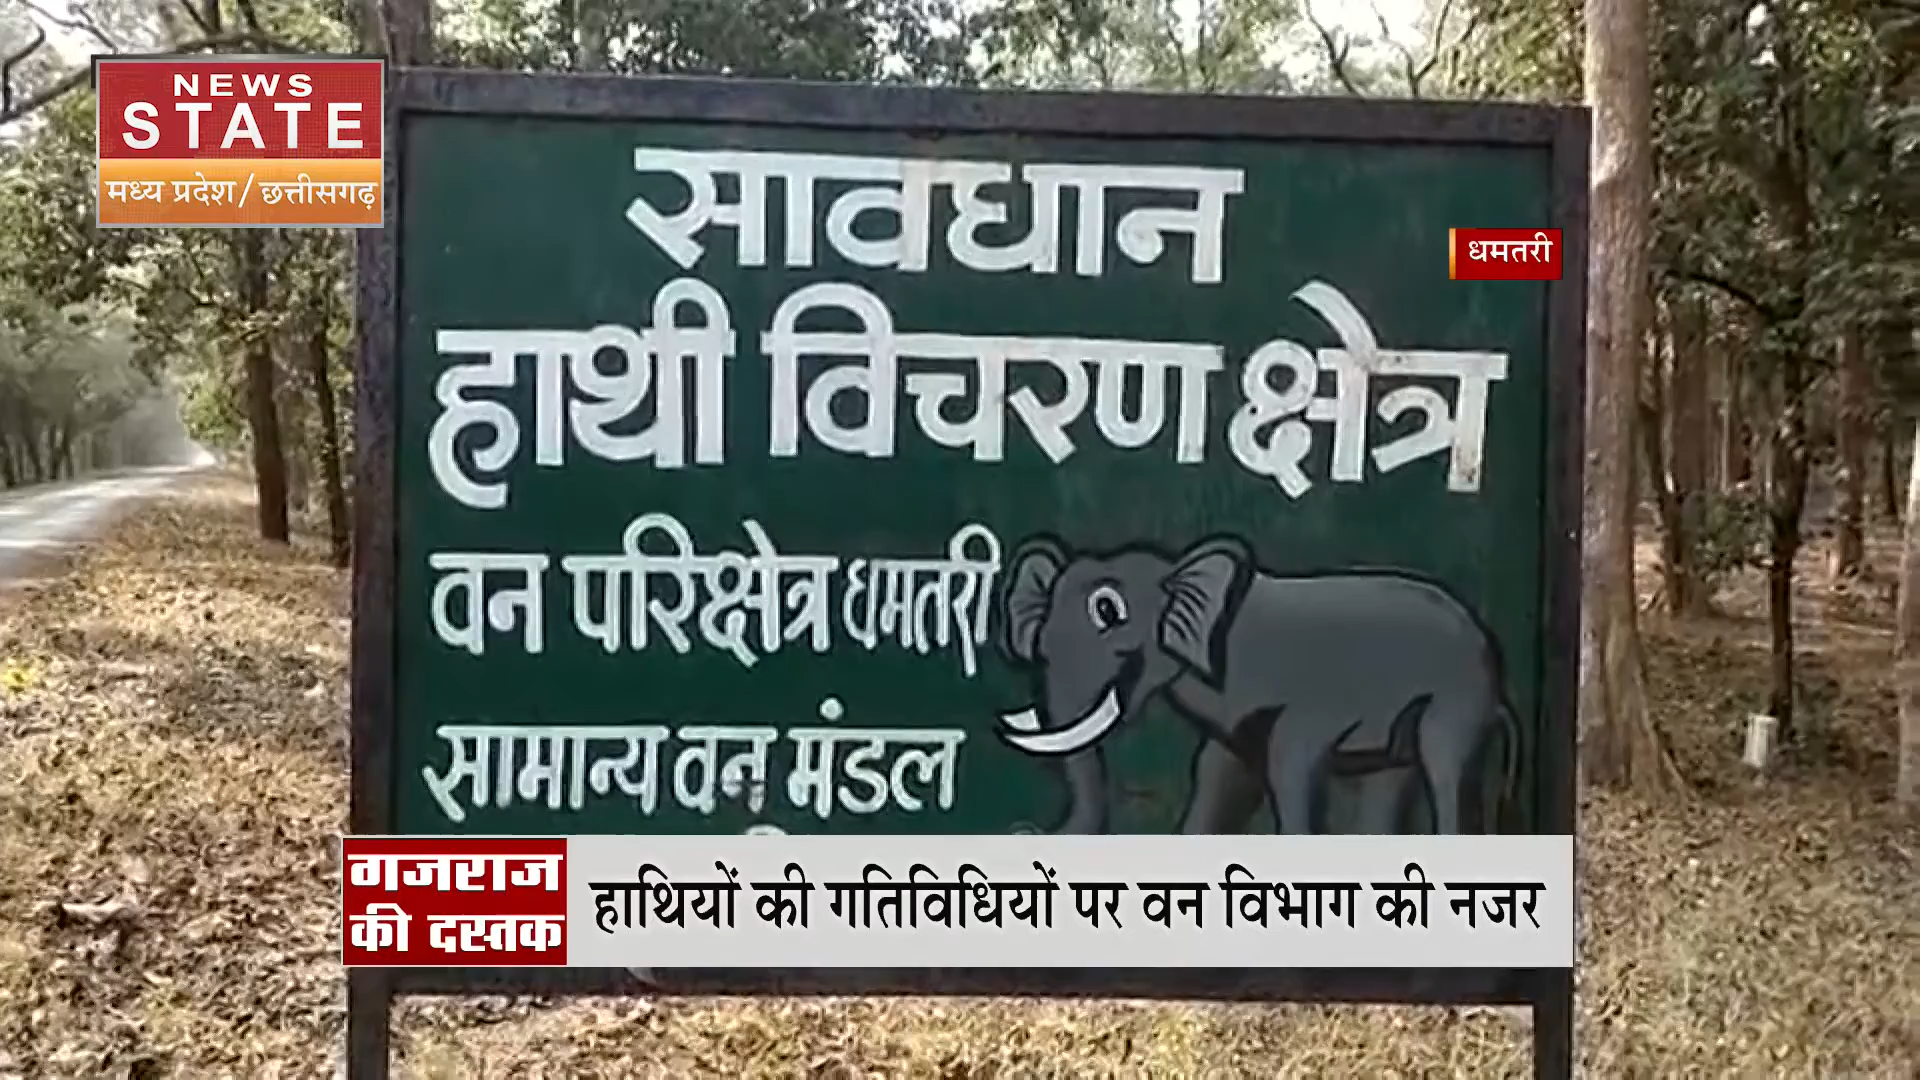 NEWS
STATE
मध्य प्रदेश/छत्तीसगढ़
सावधान
धमतरी
हाथी विचरण क्षेत्र
वन परिक्षेत्र धमतरी
सामान्य वन मंडल
गजराज
की दस्तक
हाथियों की गतिविधियों पर वन विभाग की नजर